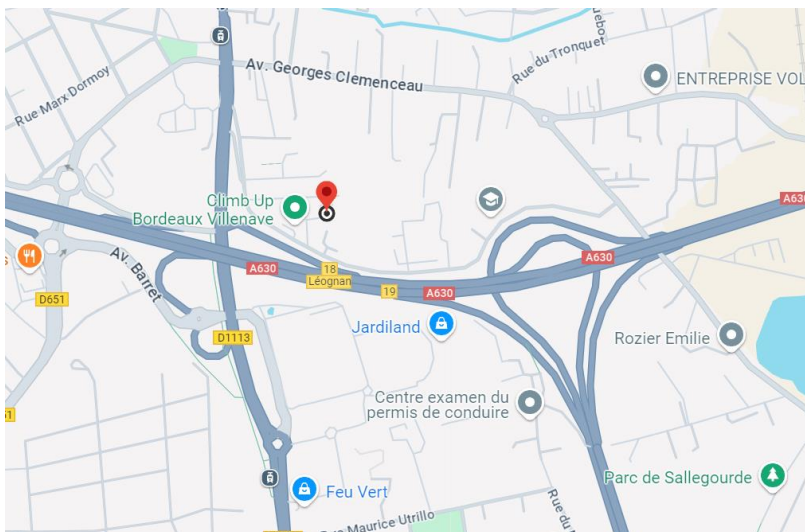 Rue Marx Dormoy
Av. Georges Clemenceau
Rue du Tronquet
ENTREPRISE VOL
Climb Up
Bordeaux Villenave
A630
A630
A630
A630
18
Léognan
19
Av. Barret
D651
D1113
Jardiland
Rozier Emilie
Centre examen du
permis de conduire
Parc de Sallegourde
Feu Vert
Maurice Utrillo
Rue du